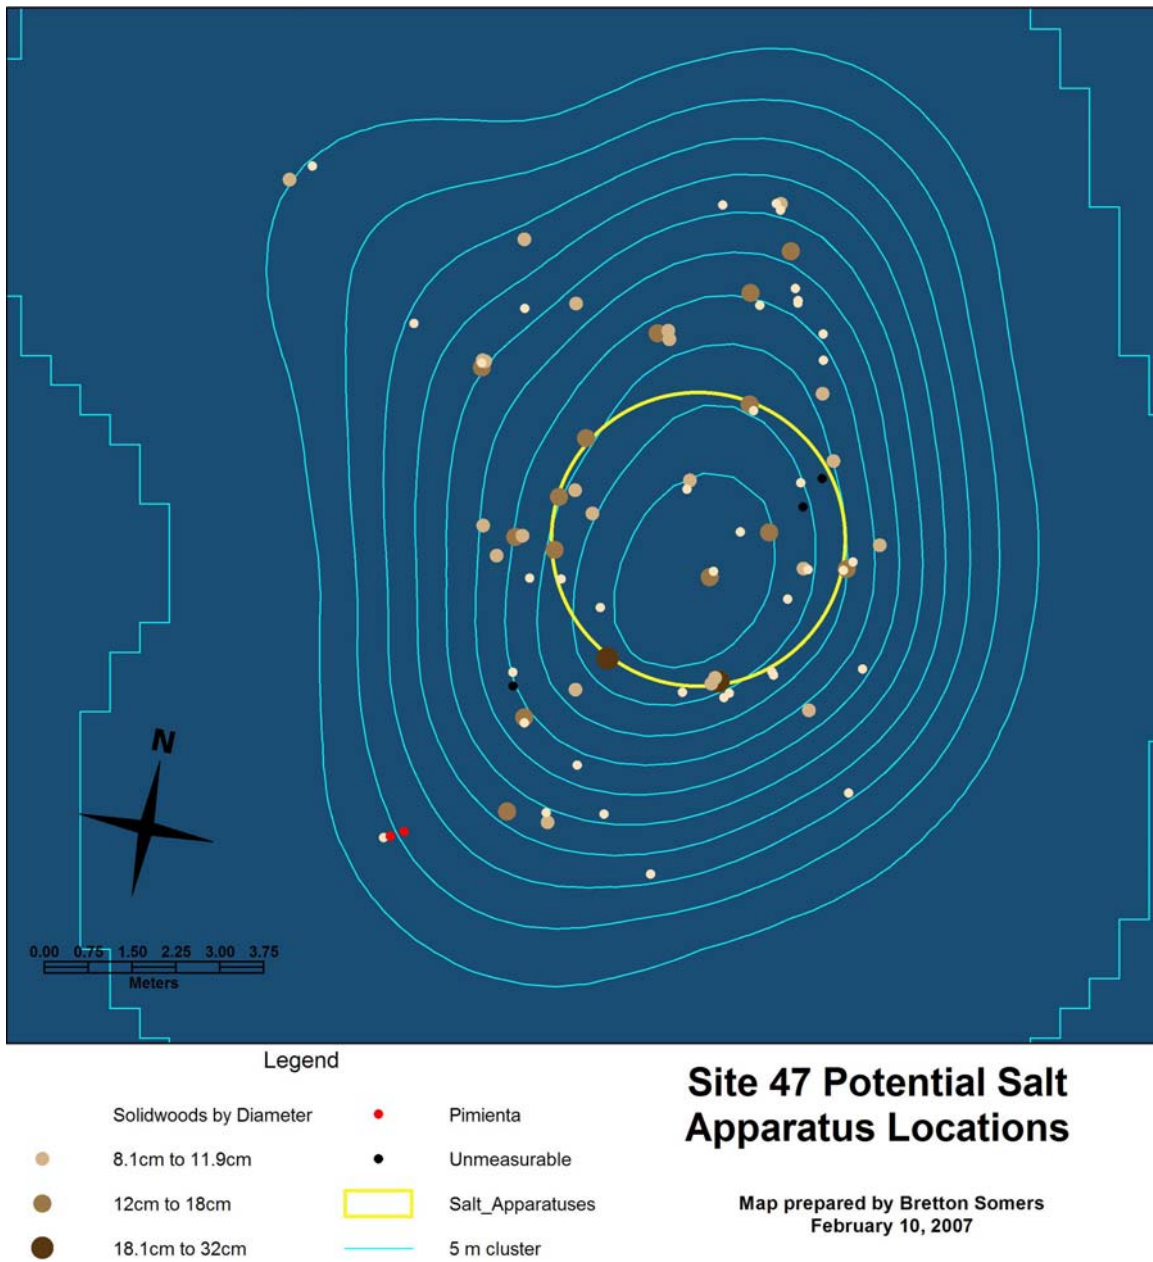 N
0.00 0.75 1.50 2.25 3.00 3.75
Meters
Legend
Solidwoods by Diameter
8.1cm to 11.9cm
12cm to 18cm
18.1cm to 32cm
Pimienta
Unmeasurable
Salt_Apparatuses
5 m cluster
Site 47 Potential Salt
Apparatus Locations
Map prepared by Bretton Somers
February 10, 2007